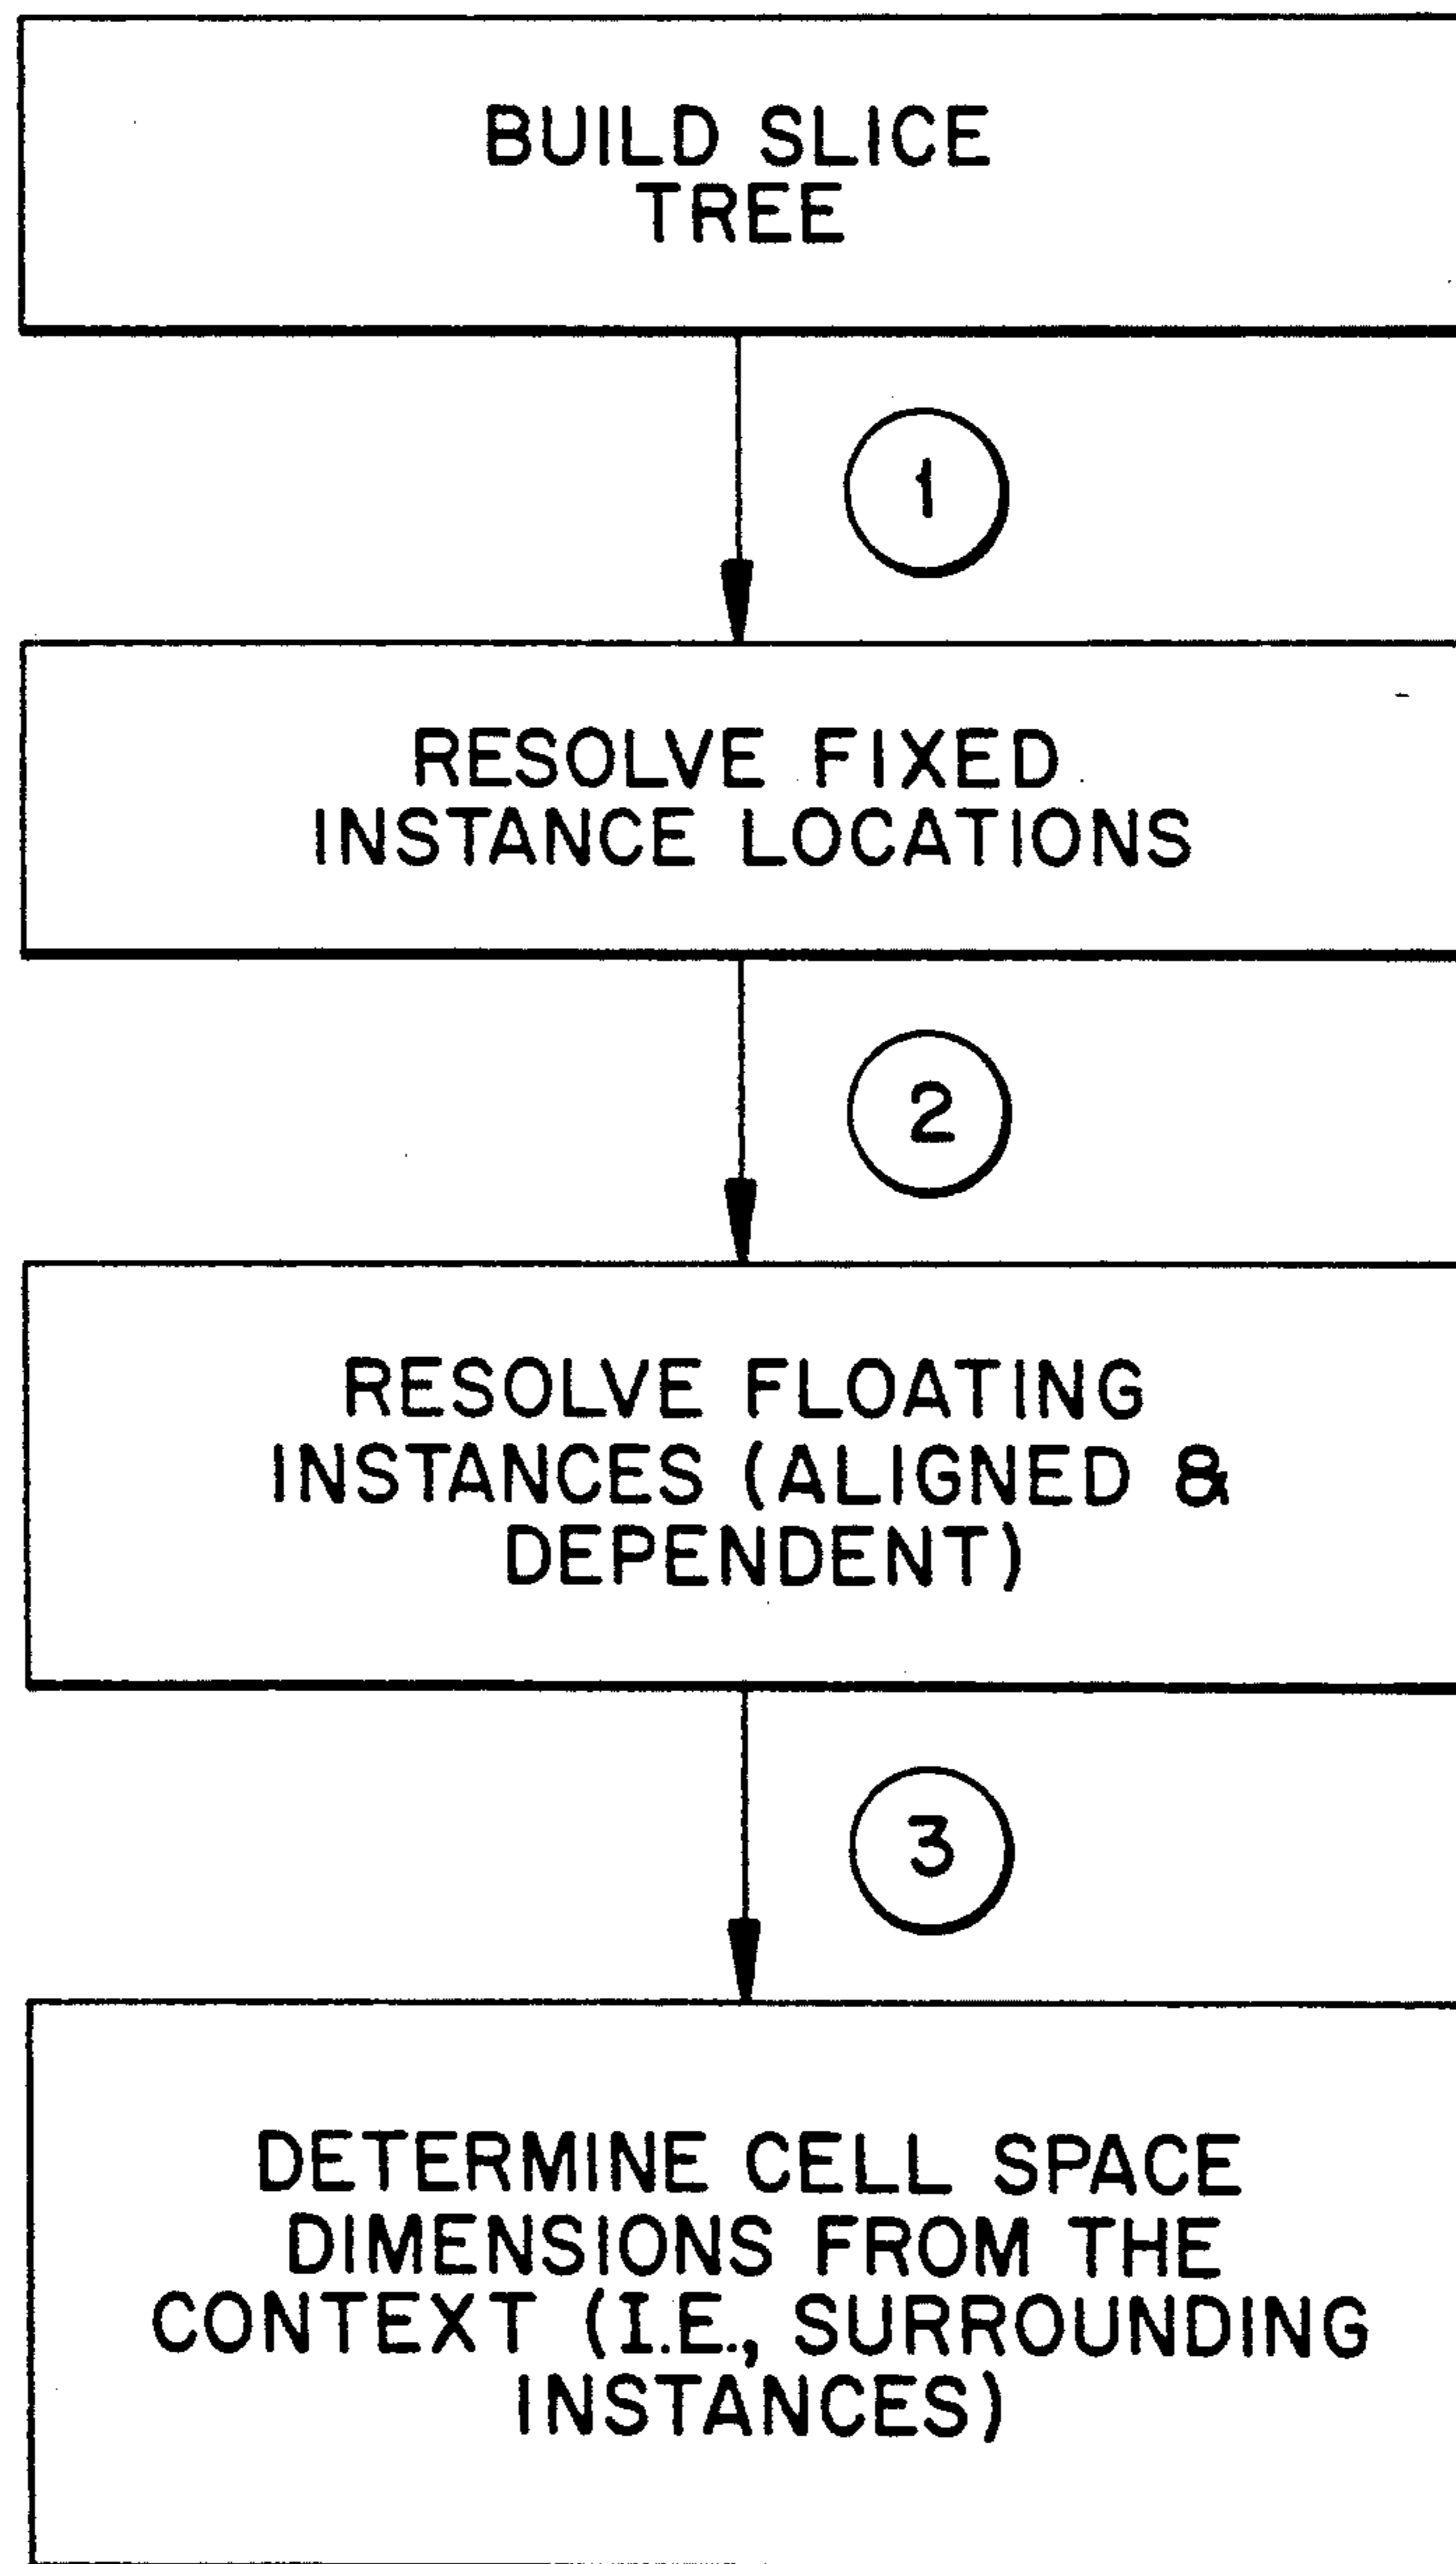 BUILD SLICE
TREE
1
RESOLVE FIXED
INSTANCE LOCATIONS
2
RESOLVE FLOATING
INSTANCES (ALIGNED &
DEPENDENT)
3
DETERMINE CELL SPACE
DIMENSIONS FROM THE
CONTEXT (I.E., SURROUNDING
INSTANCES)